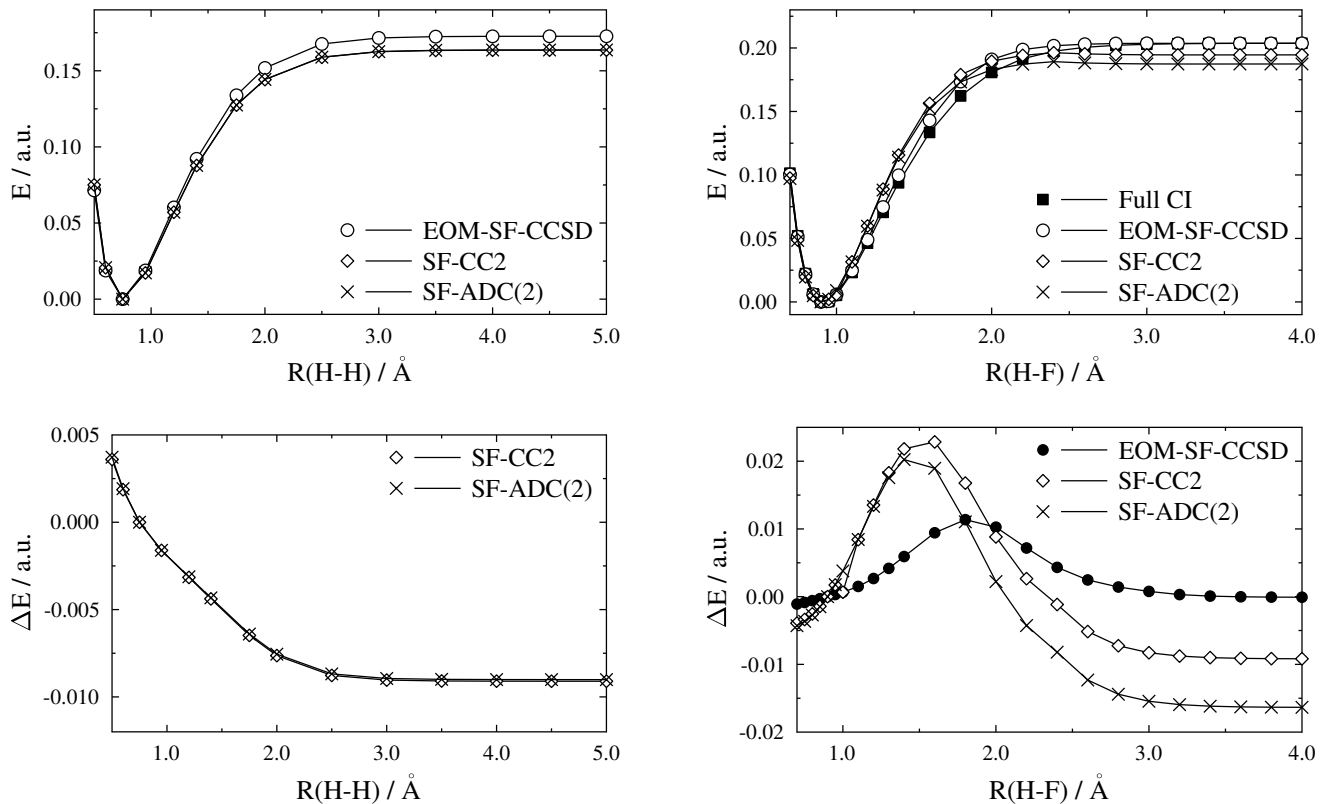 E / a.u.
0.15
0.10
0.05
0.00
EOM-SF-CCSD
SF-CC2
SF-ADC(2)
1.0 2.0 3.0 4.0 5.0
R(H-H) / Å
E / a.u.
0.20
0.15
0.10
0.05
0.00
Full CI
EOM-SF-CCSD
SF-CC2
SF-ADC(2)
1.0 2.0 3.0 4.0
R(H-F) / Å
ΔE / a.u.
0.005
0.000
-0.005
-0.010
SF-CC2
SF-ADC(2)
1.0 2.0 3.0 4.0 5.0
R(H-H) / Å
ΔE / a.u.
0.02
0.01
0.00
-0.01
-0.02
EOM-SF-CCSD
SF-CC2
SF-ADC(2)
1.0 2.0 3.0 4.0
R(H-F) / Å